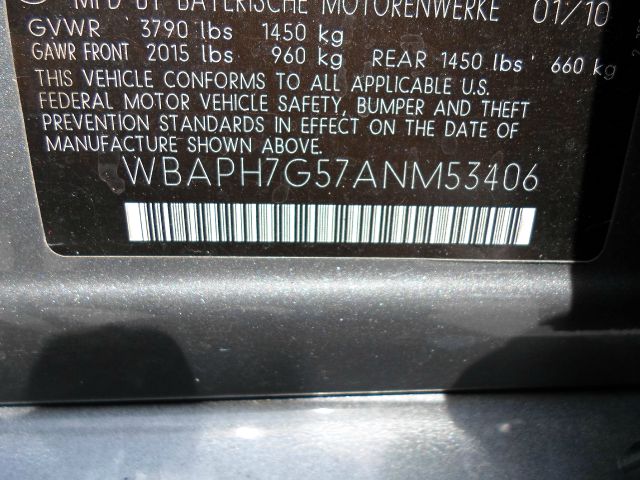 MFD BY BAYERISCHE MOTORENWERKE 01/10
GVWR 3790 lbs 1450 kg
GAWR FRONT 2015 lbs 960 kg REAR 1450 lbs 660 kg
THIS VEHICLE CONFORMS TO ALL APPLICABLE U.S.
FEDERAL MOTOR VEHICLE SAFETY, BUMPER AND THEFT
PREVENTION STANDARDS IN EFFECT ON THE DATE OF
MANUFACTURE SHOWN ABOVE.
WBAPH7G57ANM53406